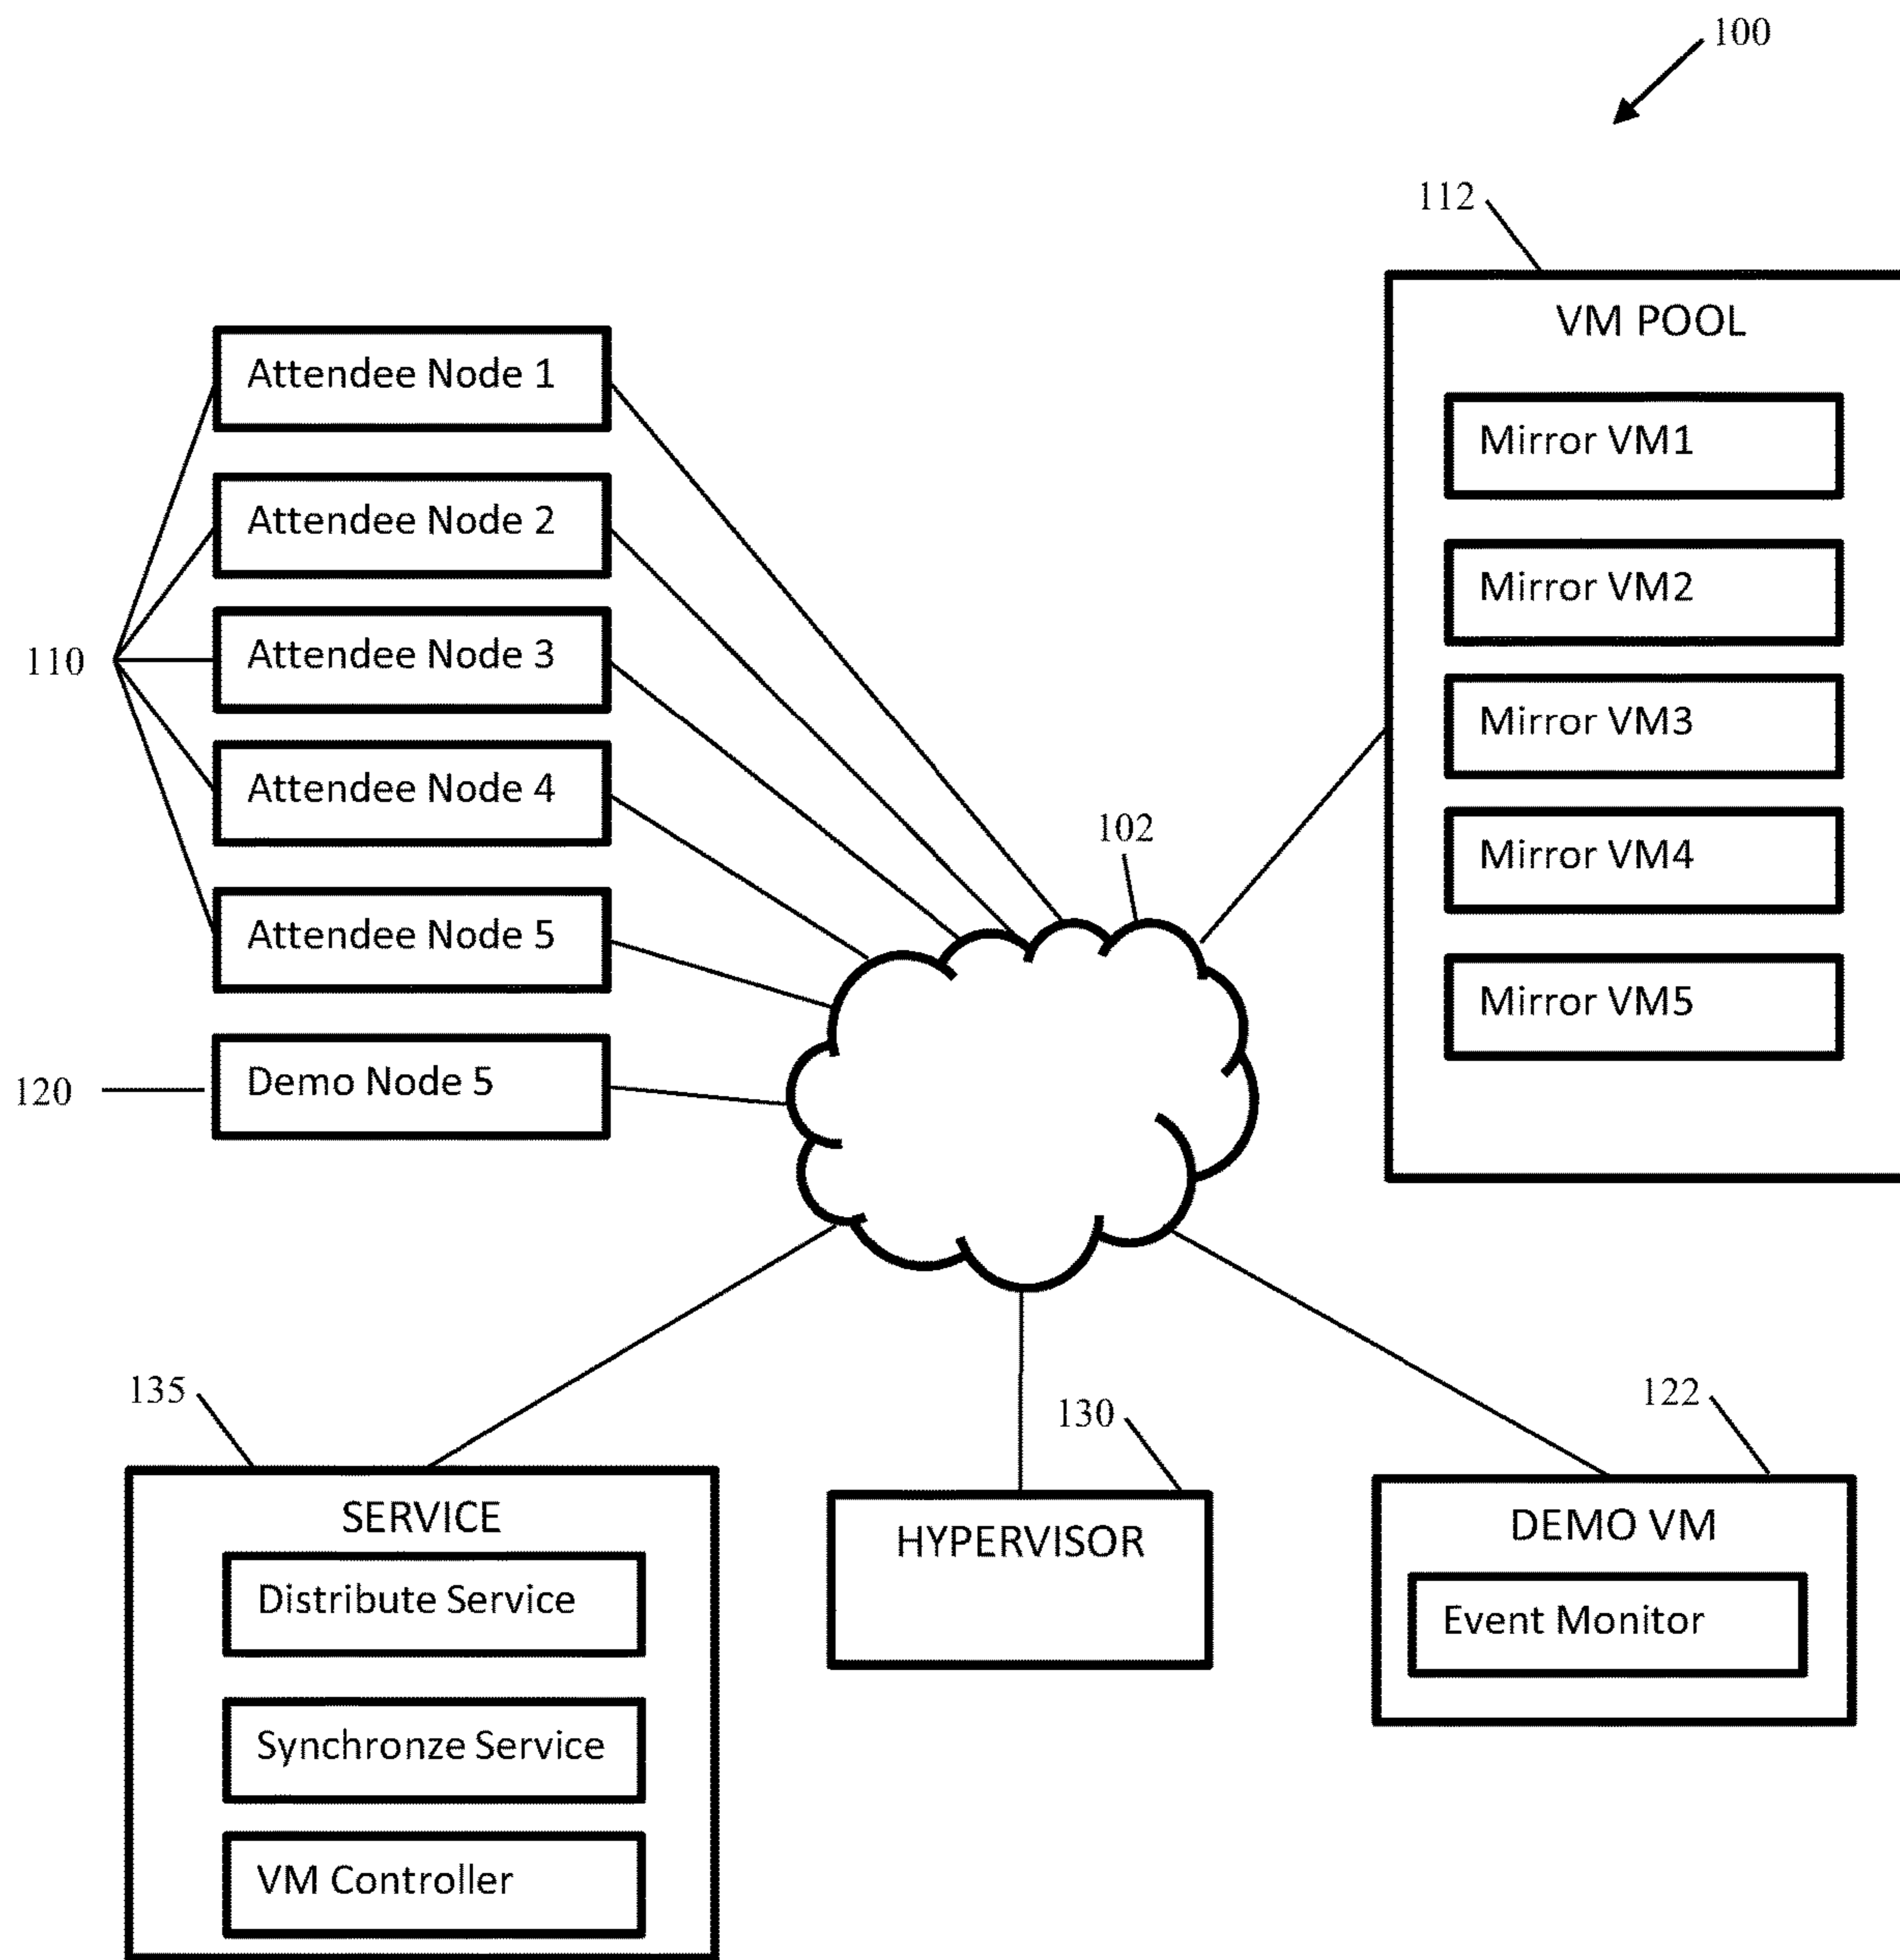 100
112
VM POOL
Attendee Node 1
Mirror VM1
Attendee Node 2
Mirror VM2
110
Attendee Node 3
Mirror VM3
Attendee Node 4
102
Mirror VM4
Attendee Node 5
Mirror VM5
120
Demo Node 5
135
130
122
SERVICE
HYPERVISOR
DEMO VM
Distribute Service
Event Monitor
Synchronze Service
VM Controller